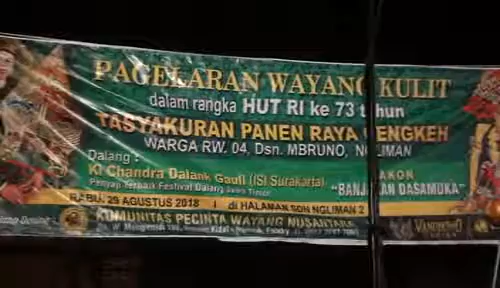 PAGELARAN WAYANG KULIT
dalam rangka HUT RI ke 73 tahun
TASYAKURAN PANEN RAYA CENGKEH
WARGA RW. 04, Dsn. MBRUNO, NGLIMAN
Dalang :
Ki Chandra Dalank Gaul (ISI Surakarta)
Penyaji Terbaik Festival Dalang Jawa Timur
LAKON
"BANJARAN DASAMUKA"
RABU, 29 AGUSTUS 2018 | di HALAMAN SDN NGLIMAN 2
KOMUNITAS PECINTA WAYANG NUSANTARA